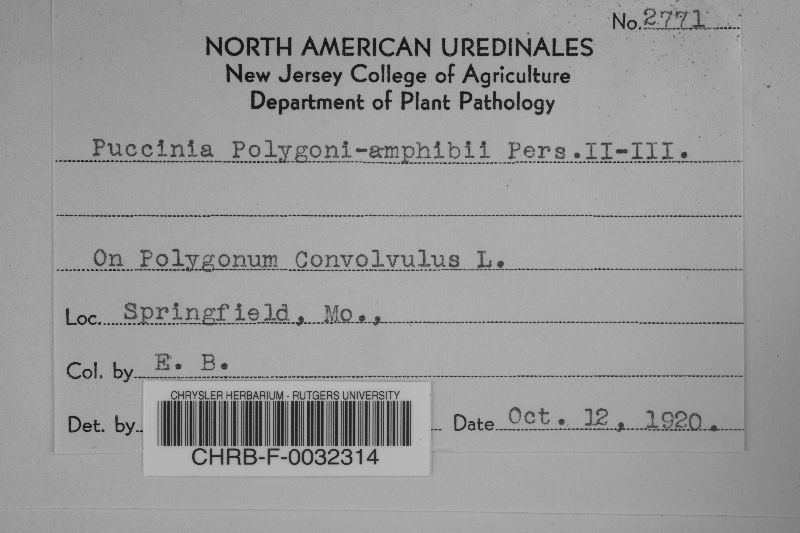 No. 2771
NORTH AMERICAN UREDINALES
New Jersey College of Agriculture
Department of Plant Pathology
Puccinia Polygoni-amphibii Pers.II-III.
On Polygonum Convolvulus L.
Loc. Springfield, Mo.,
Col. by E. B.
Det. by
Date Oct. 12, 1920.
CHRYSLER HERBARIUM - RUTGERS UNIVERSITY
CHRB-F-0032314